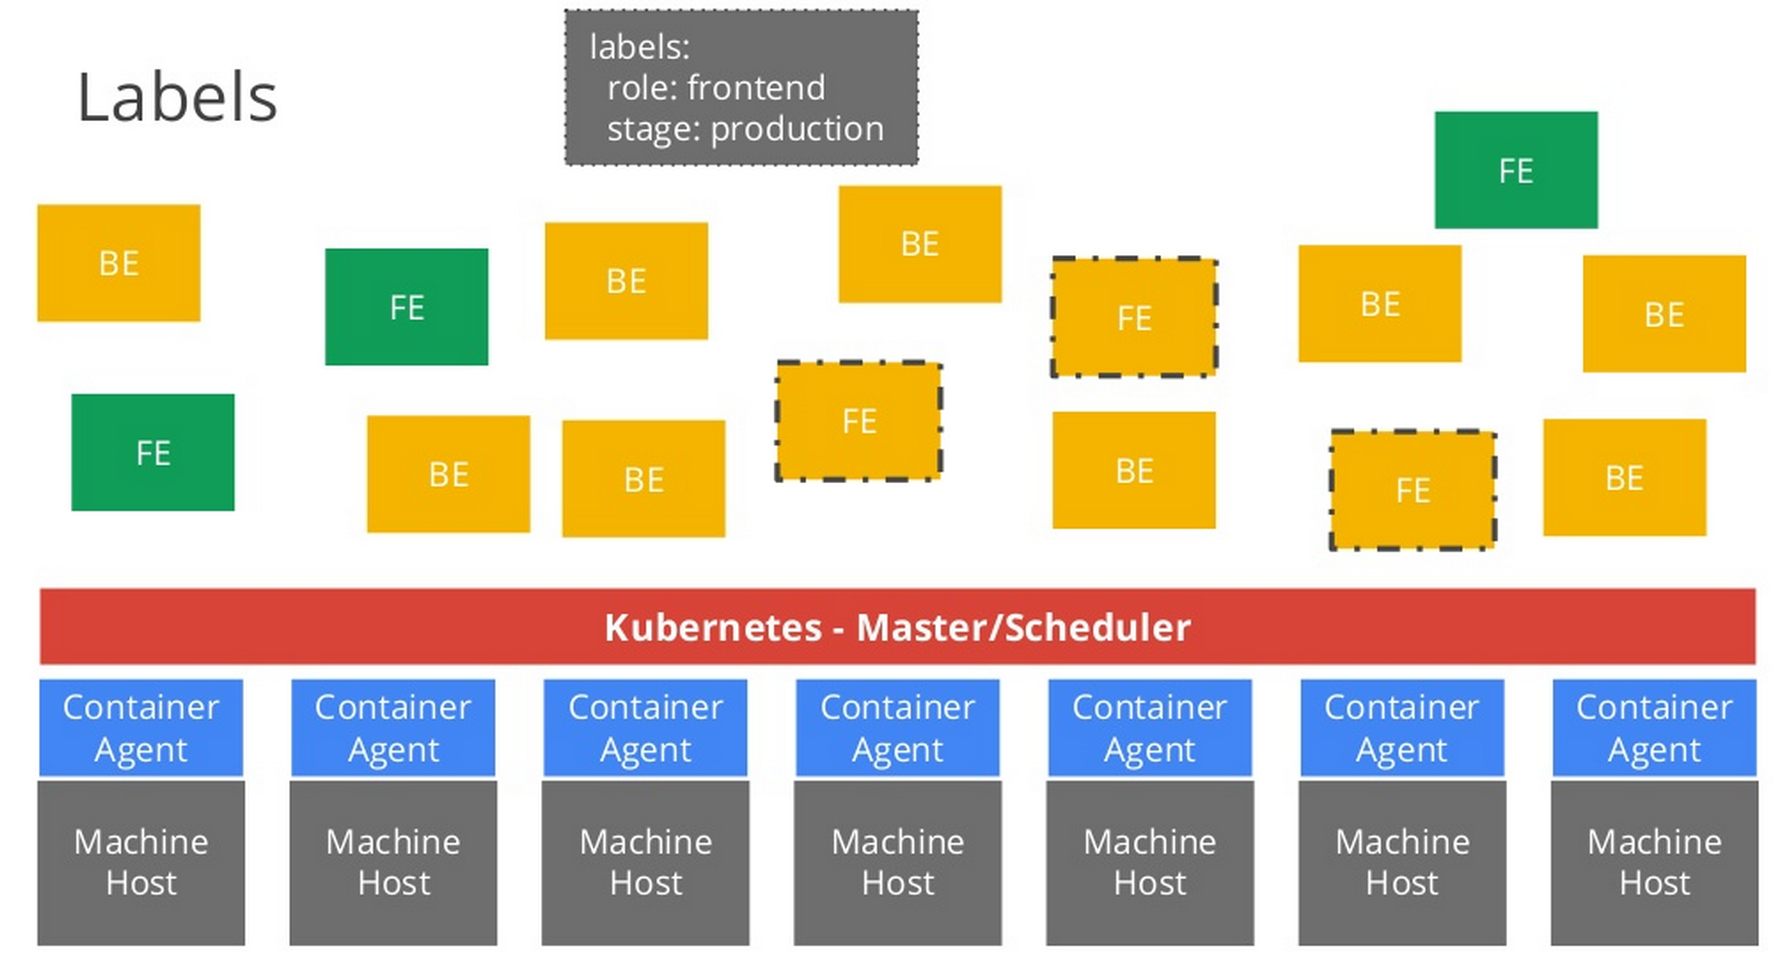 Labels
labels:
role: frontend
stage: production
FE
BE
FE
BE
BE
FE
BE
BE
FE
BE
BE
FE
BE
FE
BE
Kubernetes - Master/Scheduler
Container
Agent
Container
Agent
Container
Agent
Container
Agent
Container
Agent
Container
Agent
Container
Agent
Machine
Host
Machine
Host
Machine
Host
Machine
Host
Machine
Host
Machine
Host
Machine
Host